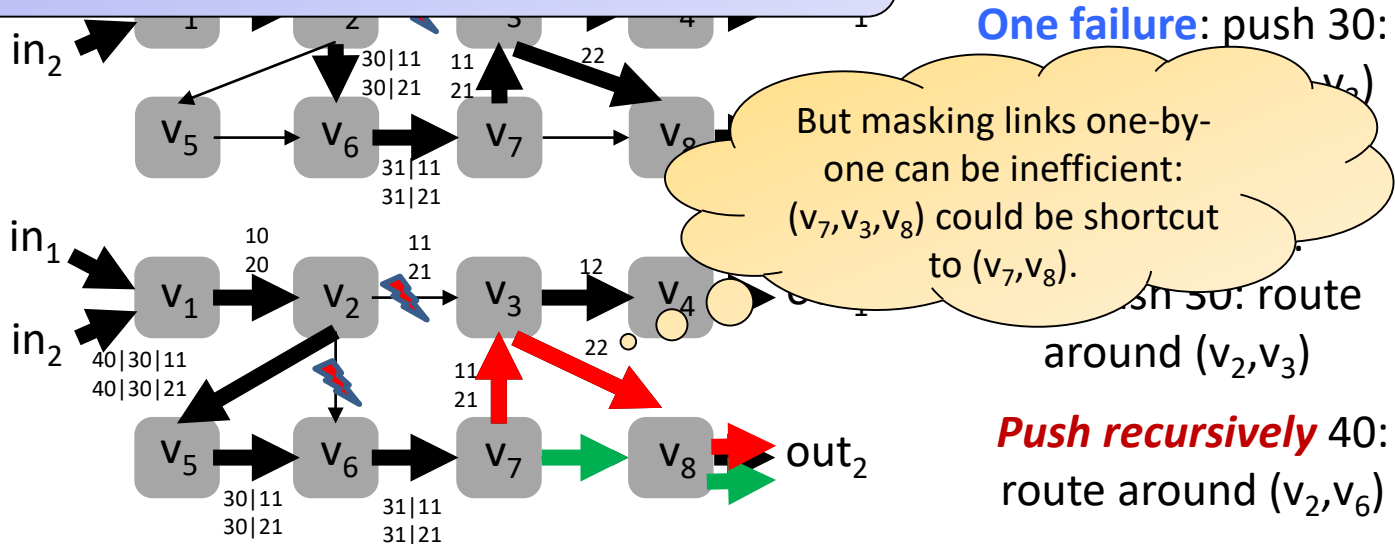 1
2
3
4
1
in2
30|11
30|21
11
21
22
v5
v6
v7
v8
31|11
31|21
in1
10
20
11
21
12
v1
v2
v3
v4
in2
40|30|11
40|30|21
11
21
22
v5
v6
v7
v8
out2
30|11
30|21
31|11
31|21
One failure: push 30:
But masking links one-by-
one can be inefficient:
(v7,v3,v8) could be shortcut
to (v7,v8).
30: route
around (v2,v3)
Push recursively 40:
route around (v2,v6)